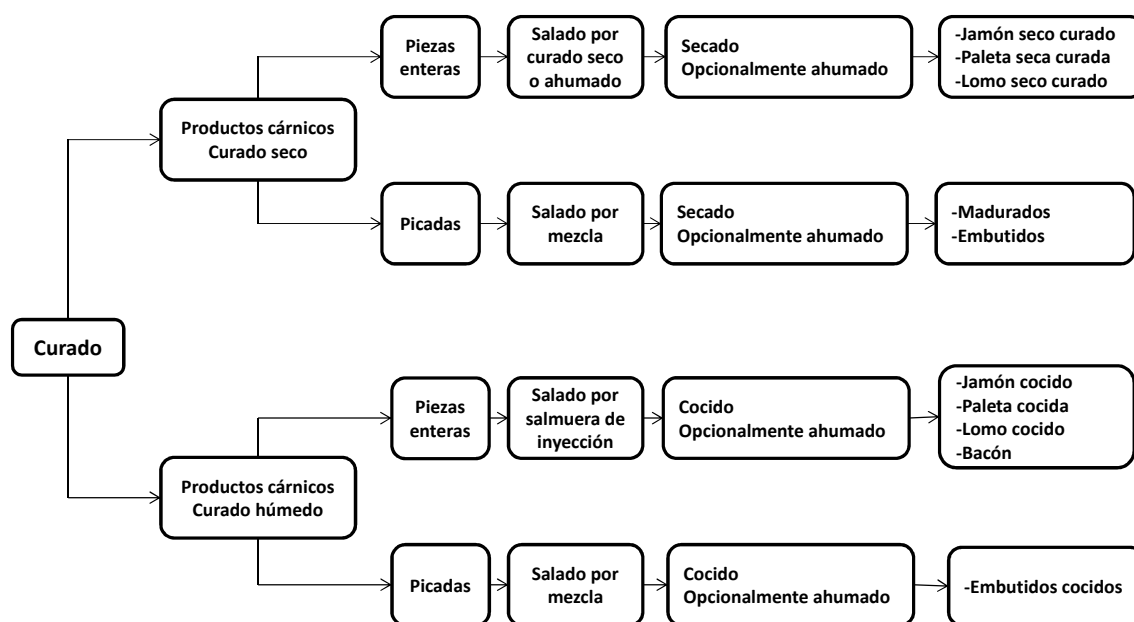 Curado
Productos cárnicos
Curado seco
Piezas
enteras
Salado por
curado seco
o ahumado
Secado
Opcionalmente ahumado
-Jamón seco curado
-Paleta seca curada
-Lomo seco curado
Picadas
Salado por
mezcla
Secado
Opcionalmente ahumado
-Madurados
-Embutidos
Productos cárnicos
Curado húmedo
Piezas
enteras
Salado por
salmuera de
inyección
Cocido
Opcionalmente ahumado
-Jamón cocido
-Paleta cocida
-Lomo cocido
-Bacón
Picadas
Salado por
mezcla
Cocido
Opcionalmente ahumado
-Embutidos cocidos